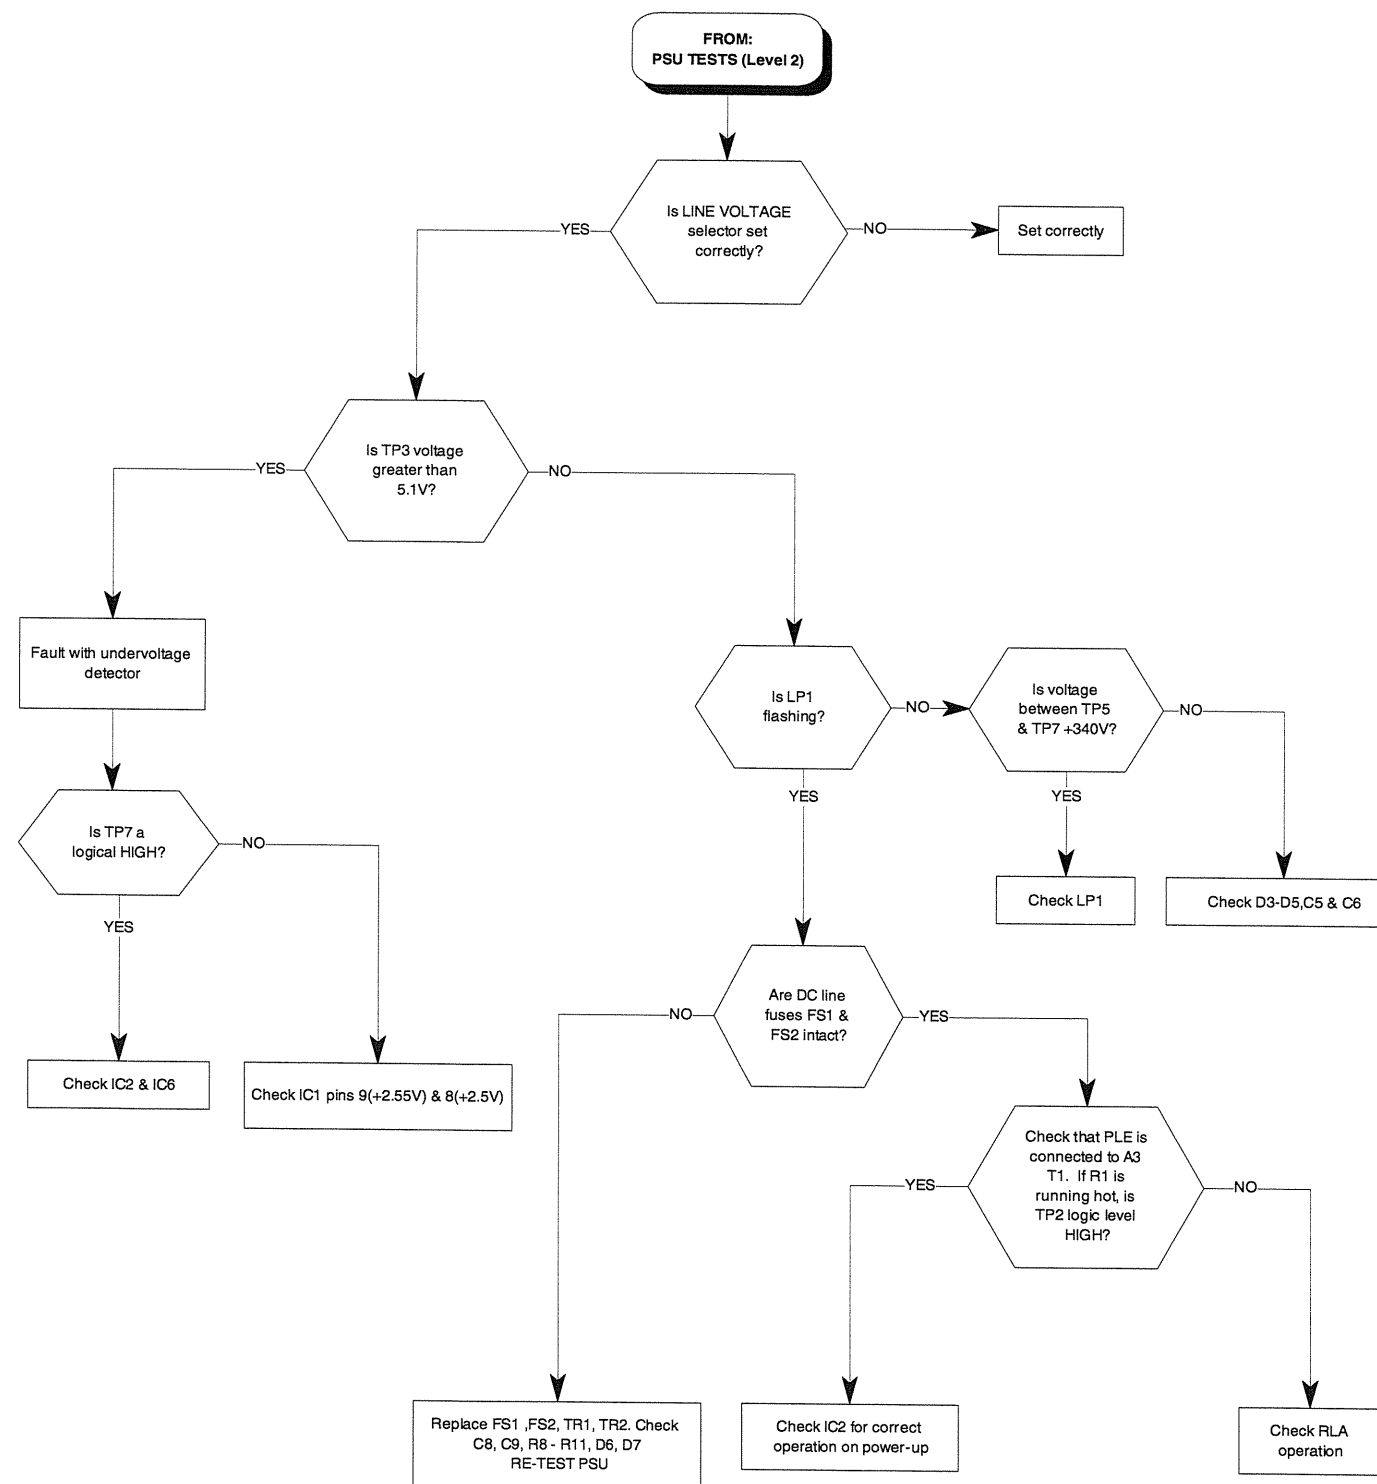 FROM:
PSU TESTS (Level 2)
Is LINE VOLTAGE
selector set
correctly?
YES
NO
Set correctly
Is TP3 voltage
greater than
5.1V?
YES
NO
Fault with undervoltage
detector
Is LP1
flashing?
NO
Is voltage
between TP5
& TP7 +340V?
NO
YES
YES
Is TP7 a
logical HIGH?
NO
YES
Check LP1
Check D3-D5,C5 & C6
Are DC line
fuses FS1 &
FS2 intact?
NO
YES
Check IC2 & IC6
Check IC1 pins 9(+2.55V) & 8(+2.5V)
Check that PLE is
connected to A3
T1. If R1 is
running hot, is
TP2 logic level
HIGH?
YES
NO
Replace FS1 ,FS2, TR1, TR2. Check
C8, C9, R8 - R11, D6, D7
RE-TEST PSU
Check IC2 for correct
operation on power-up
Check RLA
operation